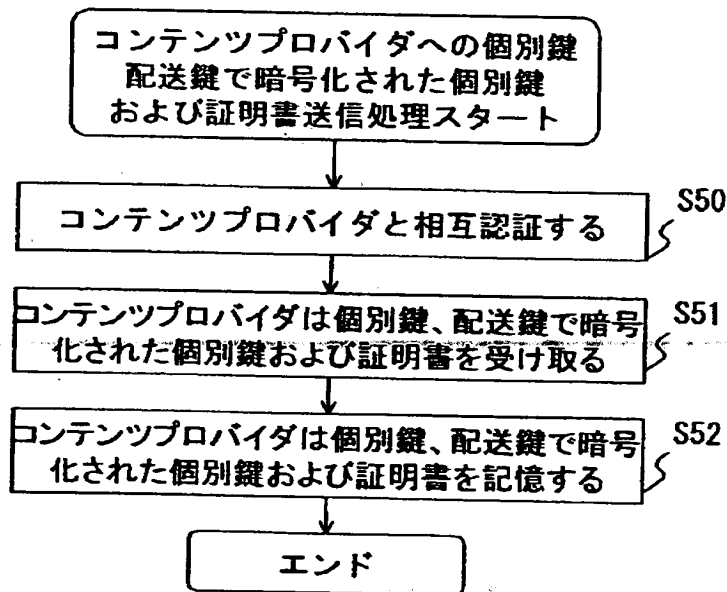 コンテンツプロバイダへの個別鍵
配送鍵で暗号化された個別鍵
および証明書送信処理スタート
コンテンツプロバイダと相互認証する
S50
コンテンツプロバイダは個別鍵、配送鍵で暗号
化された個別鍵および証明書を受け取る
S51
コンテンツプロバイダは個別鍵、配送鍵で暗号
化された個別鍵および証明書を記憶する
S52
エンド